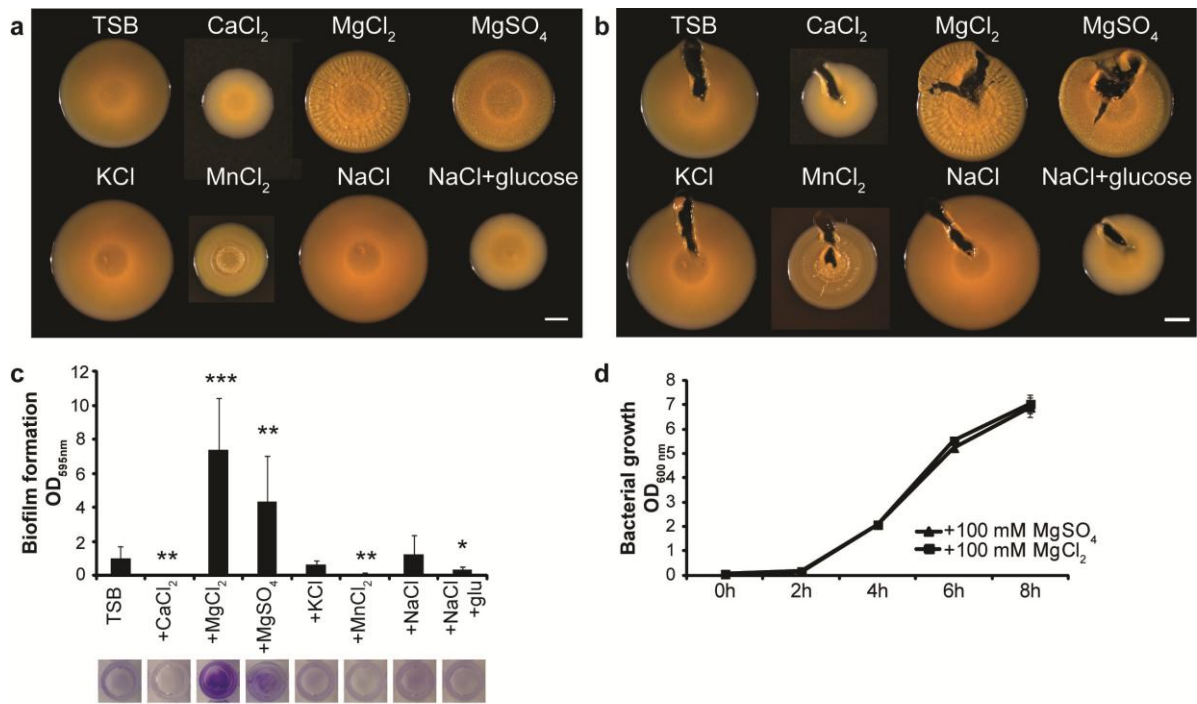 a
TSB CaCl₂ MgCl₂ MgSO₄
KCl MnCl₂ NaCl NaCl+glucose
b
TSB CaCl₂ MgCl₂ MgSO₄
KCl MnCl₂ NaCl NaCl+glucose
c
Biofilm formation
OD595nm
12
10
8
6
4
2
0
***
**
**
**
*
TSB
+CaCl₂
+MgCl₂
+MgSO₄
+KCl
+MnCl₂
+NaCl
+NaCl
+glu
d
Bacterial growth
OD600 nm
8
7
6
5
4
3
2
1
0
+100 mM MgSO₄
+100 mM MgCl₂
0h 2h 4h 6h 8h